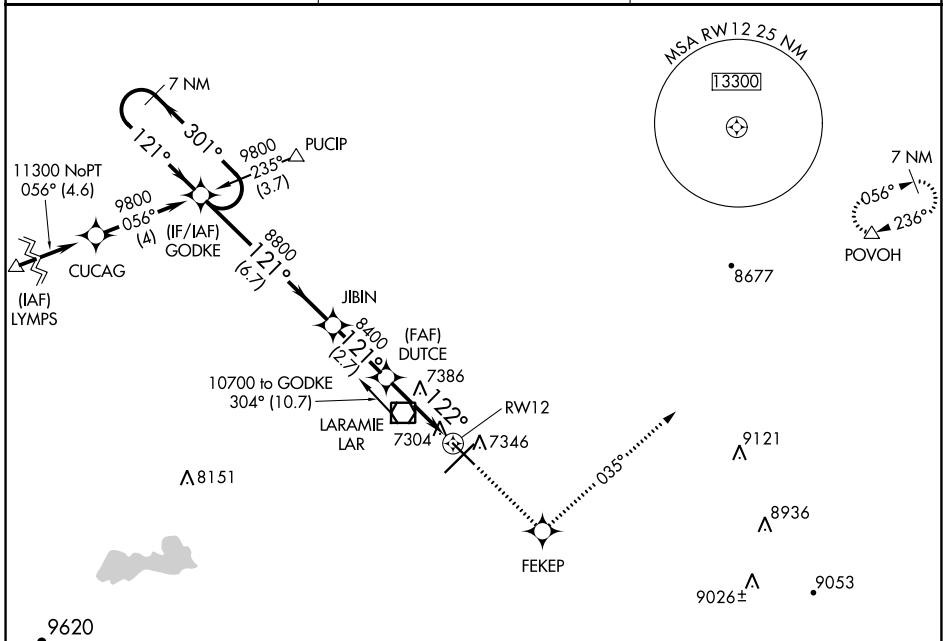 MSA RW12 25 NM
13300
7 NM
301°
121°
9800
235°
(3.7)
PUCIP
11300 NoPT
056° (4.6)
9800
056°
(4)
(IF/IAF)
GODKE
CUCAG
(IAF)
LYMPS
7 NM
056°
236°
POVOH
8677
8800
121°
(6.7)
JIBIN
8400
121°
(2.7)
(FAF)
DUTCE
10700 to GODKE
304° (10.7)
7386
122°
RW12
LARAMIE
LAR
7304
7346
9121
8151
035°
8936
FEKEP
9026±
9053
9620